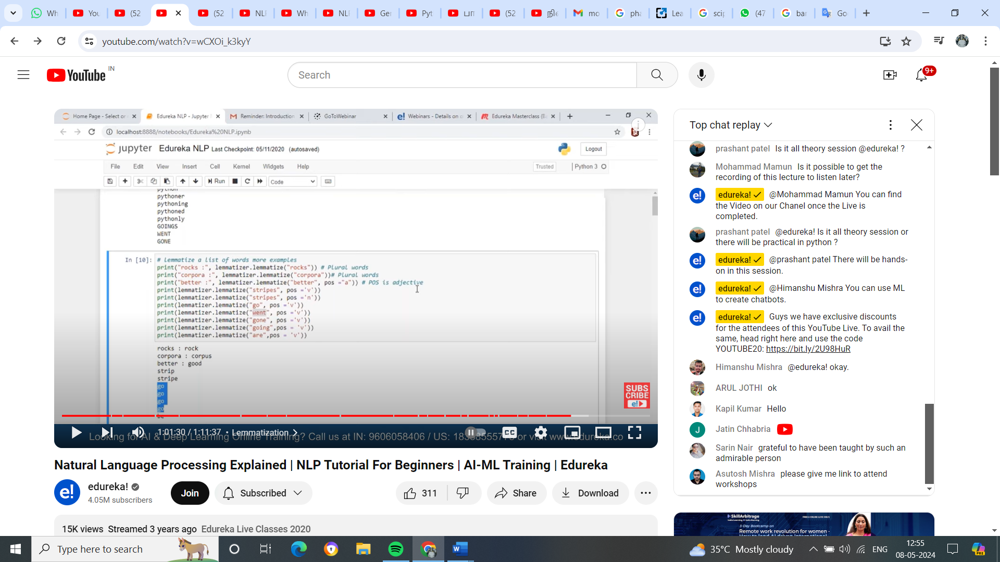 Wh
You
(52
(52
NLI
Wh
NLI
Ger
Pyt
பா
(52
நிe
mo
pha
Lea
scip
(47
bar
Go
youtube.com/watch?v=wCXOi_k3kyY
YouTube IN
Search
9+
Home Page - Select or
Edureka NLP - Jupyter
Reminder: Introduction
GoToWebinar
Webinars - Details on o
Edureka Masterclass (B
localhost:8888/notebooks/Edureka%20NLP.ipynb
jupyter Edureka NLP Last Checkpoint: 05/11/2020 (autosaved)
Logout
File Edit View Insert Cell Kernel Widgets Help
Trusted Python 3
Run Code
python
pythoner
pythoning
pythoned
pythonly
GOINGS
WENT
GONE
In [10]: # lemmatize a list of words more examples
print("rocks :", lemmatizer.lemmatize("rocks")) # Plural words
print("corpora :", lemmatizer.lemmatize("corpora"))# Plural words
print("better :", lemmatizer.lemmatize("better", pos ="a")) # POS is adjective
print(lemmatizer.lemmatize("stripes", pos ='v'))
print(lemmatizer.lemmatize("stripes", pos ='n'))
print(lemmatizer.lemmatize("go", pos ='v'))
print(lemmatizer.lemmatize("went", pos ='v'))
print(lemmatizer.lemmatize("gone", pos ='v'))
print(lemmatizer.lemmatize("going",pos = 'v'))
print(lemmatizer.lemmatize("are",pos = 'v'))
rocks : rock
corpora : corpus
better : good
strip
stripe
go
go
go
go
be
SUBS
CRIBE
e!
1:01:30 / 1:11:37 • Lemmatization
CC
Looking for AI & Deep Learning Online Training? Call us at IN: 9606058406 / US: or visit www.edureka.co
Natural Language Processing Explained | NLP Tutorial For Beginners | AI-ML Training | Edureka
e!
edureka!
4.05M subscribers
Join
Subscribed
311
Share
Download
15K views Streamed 3 years ago Edureka Live Classes 2020
Top chat replay
prashant patel Is it all theory session @edureka! ?
Mohammad Mamun Is it possible to get the
recording of this lecture to listen later?
edureka! @Mohammad Mamun You can find
the Video on our Chanel once the Live is
completed.
prashant patel @edureka! Is it all theory session or
there will be practical in python ?
edureka! @prashant patel There will be hands-
on in this session.
edureka! @Himanshu Mishra You can use ML
to create chatbots.
edureka! Guys we have exclusive discounts
for the attendees of this YouTube Live. To avail the
same, head right here and use the code
YOUTUBE20: https://bit.ly/2U98HuR
Himanshu Mishra @edureka! okay.
ARUL JOTHI ok
Kapil Kumar Hello
J Jatin Chhabria
Sarin Nair grateful to have been taught by such an
admirable person
Asutosh Mishra please give me link to attend
workshops
SkillArbitrage
3-Day Bootcamp on
Remote work revolution for women -
Type here to search
35°C Mostly cloudy
ENG
12:55
08-05-2024
PRE